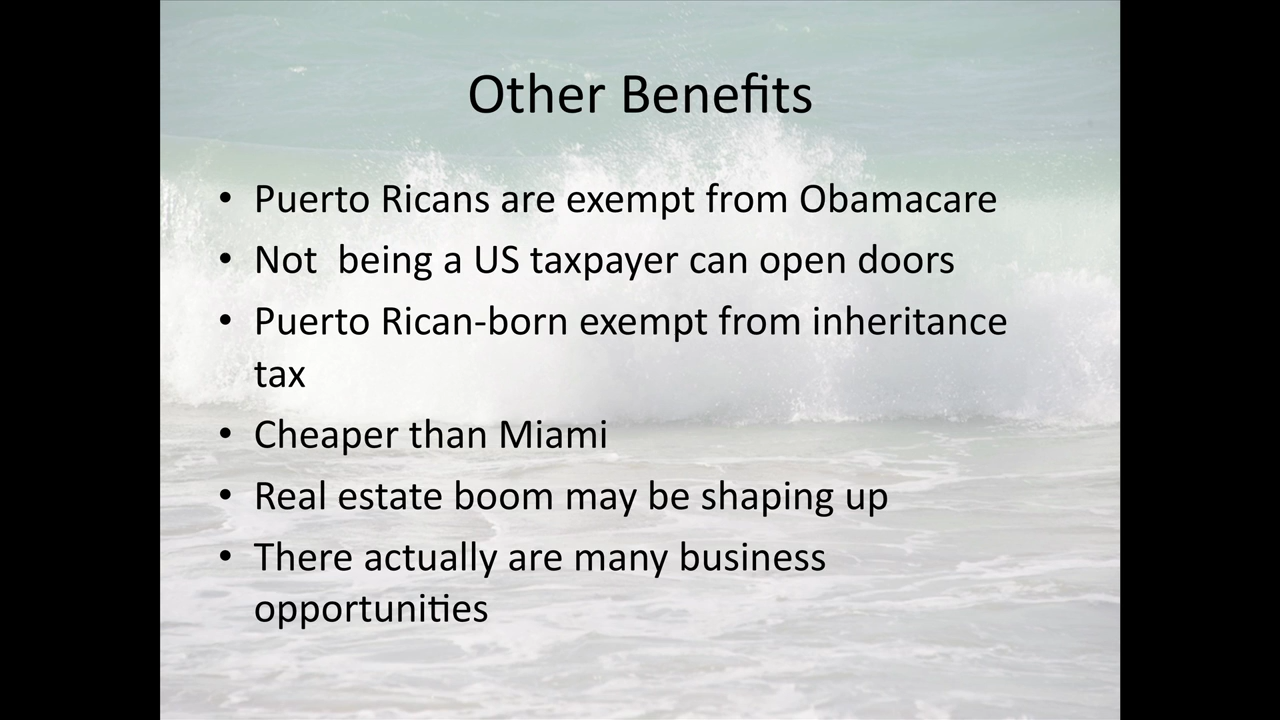 Other Benefits
• Puerto Ricans are exempt from Obamacare
• Not  being a US taxpayer can open doors
• Puerto Rican-born exempt from inheritance
tax
• Cheaper than Miami
• Real estate boom may be shaping up
• There actually are many business
opportunities